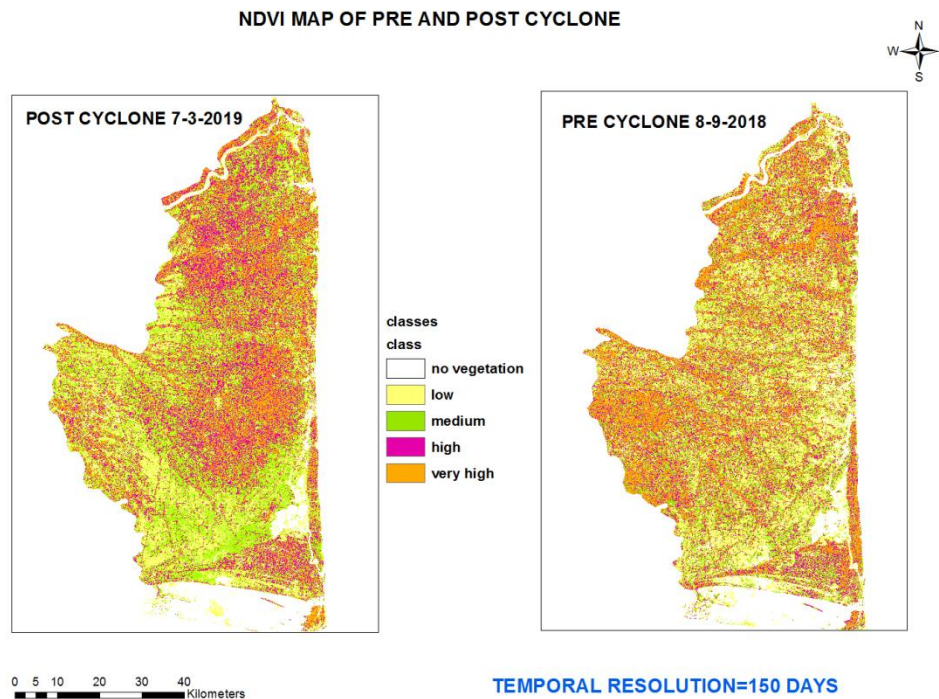 NDVI MAP OF PRE AND POST CYCLONE
N
W E
S
POST CYCLONE 7-3-2019
PRE CYCLONE 8-9-2018
classes
class
no vegetation
low
medium
high
very high
0 5 10 20 30 40
Kilometers
TEMPORAL RESOLUTION=150 DAYS